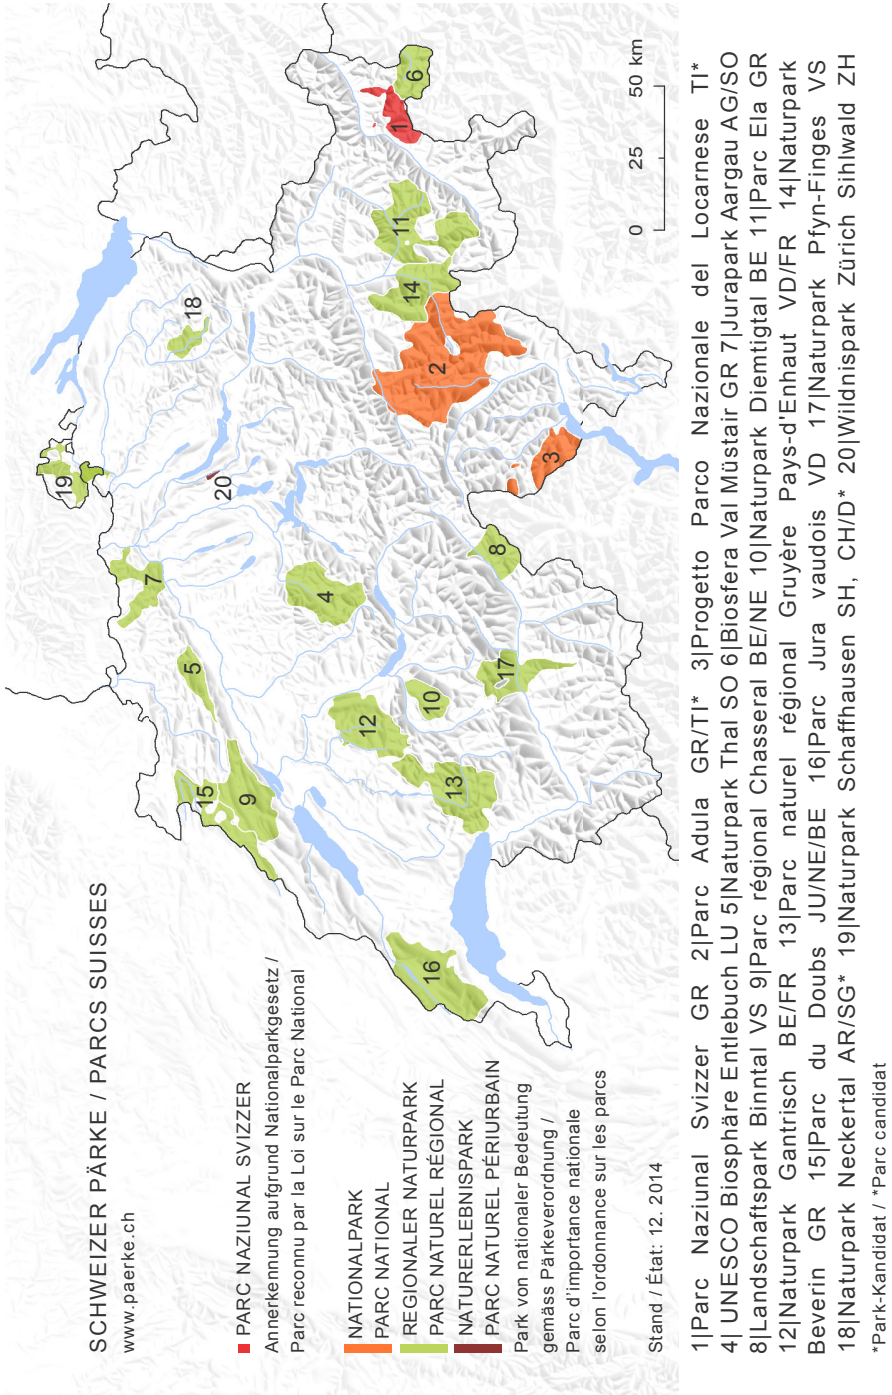 SCHWEIZER PÄRKE / PARCS SUISSES
www.paerke.ch
PARC NAZIUNAL SVIZZER
Annerkennung aufgrund Nationalparkgesetz /
Parc reconnu par la Loi sur le Parc National
NATIONALPARK
PARC NATIONAL
REGIONALER NATURPARK
PARC NATUREL RÉGIONAL
NATURERLEBNISPARK
PARC NATUREL PÉRIURBAIN
Park von nationaler Bedeutung
gemäss Pärkeverordnung /
Parc d'importance nationale
selon l'ordonnance sur les parcs
Stand / État: 12. 2014
16
15
9
13
12
10
5
17
7
4
8
19
20
3
2
18
14
11
1
6
0 25 50 km
1|Parc Naziunal Svizzer GR 2|Parc Adula GR/TI* 3|Progetto Parco Nazionale del Locarnese TI*
4| UNESCO Biosphäre Entlebuch LU 5|Naturpark Thal SO 6|Biosfera Val Müstair GR 7|Jurapark Aargau AG/SO
8|Landschaftspark Binntal VS 9|Parc régional Chasseral BE/NE 10|Naturpark Diemtigtal BE 11|Parc Ela GR
12|Naturpark Gantrisch BE/FR 13|Parc naturel régional Gruyère Pays-d'Enhaut VD/FR 14|Naturpark
Beverin GR 15|Parc du Doubs JU/NE/BE 16|Parc Jura vaudois VD 17|Naturpark Pfyn-Finges VS
18|Naturpark Neckertal AR/SG* 19|Naturpark Schaffhausen SH, CH/D* 20|Wildnispark Zürich Sihlwald ZH
*Park-Kandidat / *Parc candidat